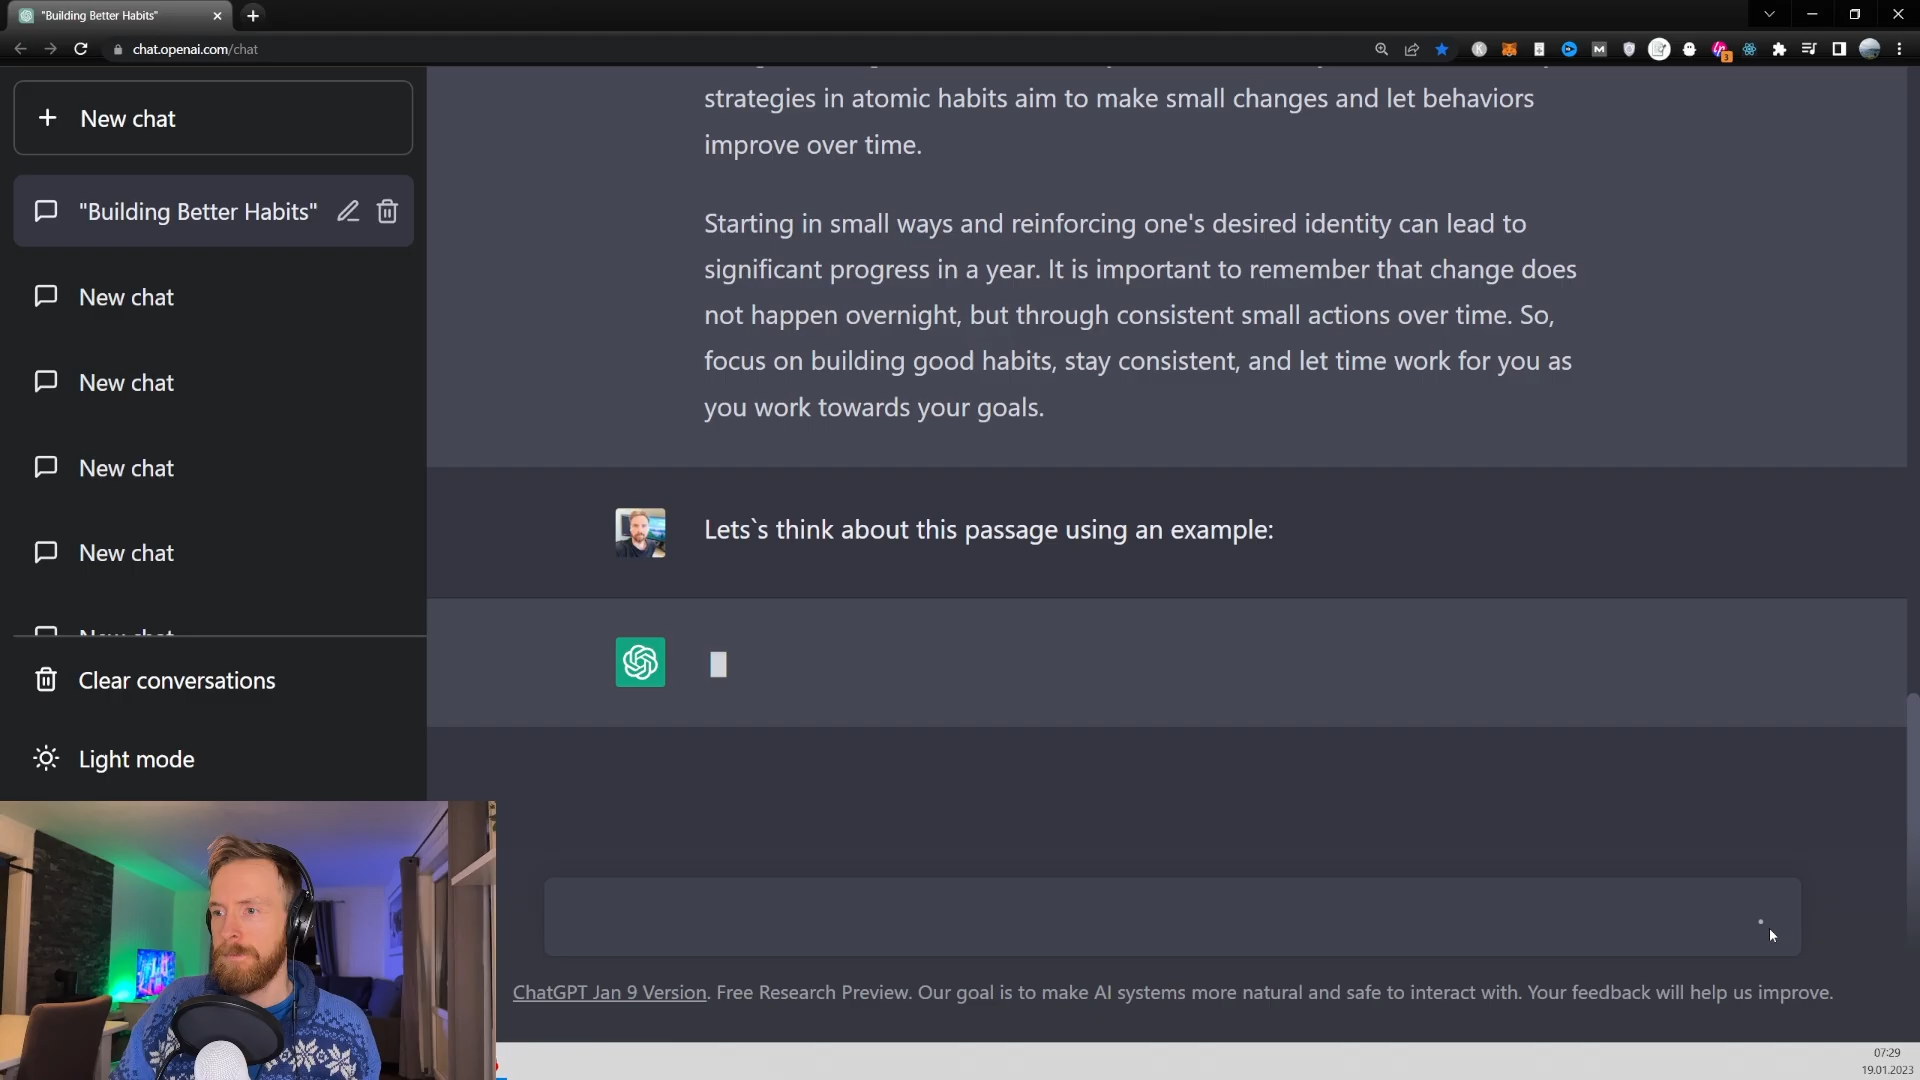 "Building Better Habits"
chat.openai.com/chat
New chat
"Building Better Habits"
New chat
New chat
New chat
New chat
New chat
Clear conversations
Light mode
strategies in atomic habits aim to make small changes and let behaviors
improve over time.
Starting in small ways and reinforcing one's desired identity can lead to
significant progress in a year. It is important to remember that change does
not happen overnight, but through consistent small actions over time. So,
focus on building good habits, stay consistent, and let time work for you as
you work towards your goals.
Lets`s think about this passage using an example:
ChatGPT Jan 9 Version. Free Research Preview. Our goal is to make AI systems more natural and safe to interact with. Your feedback will help us improve.
07:29
19.01.2023